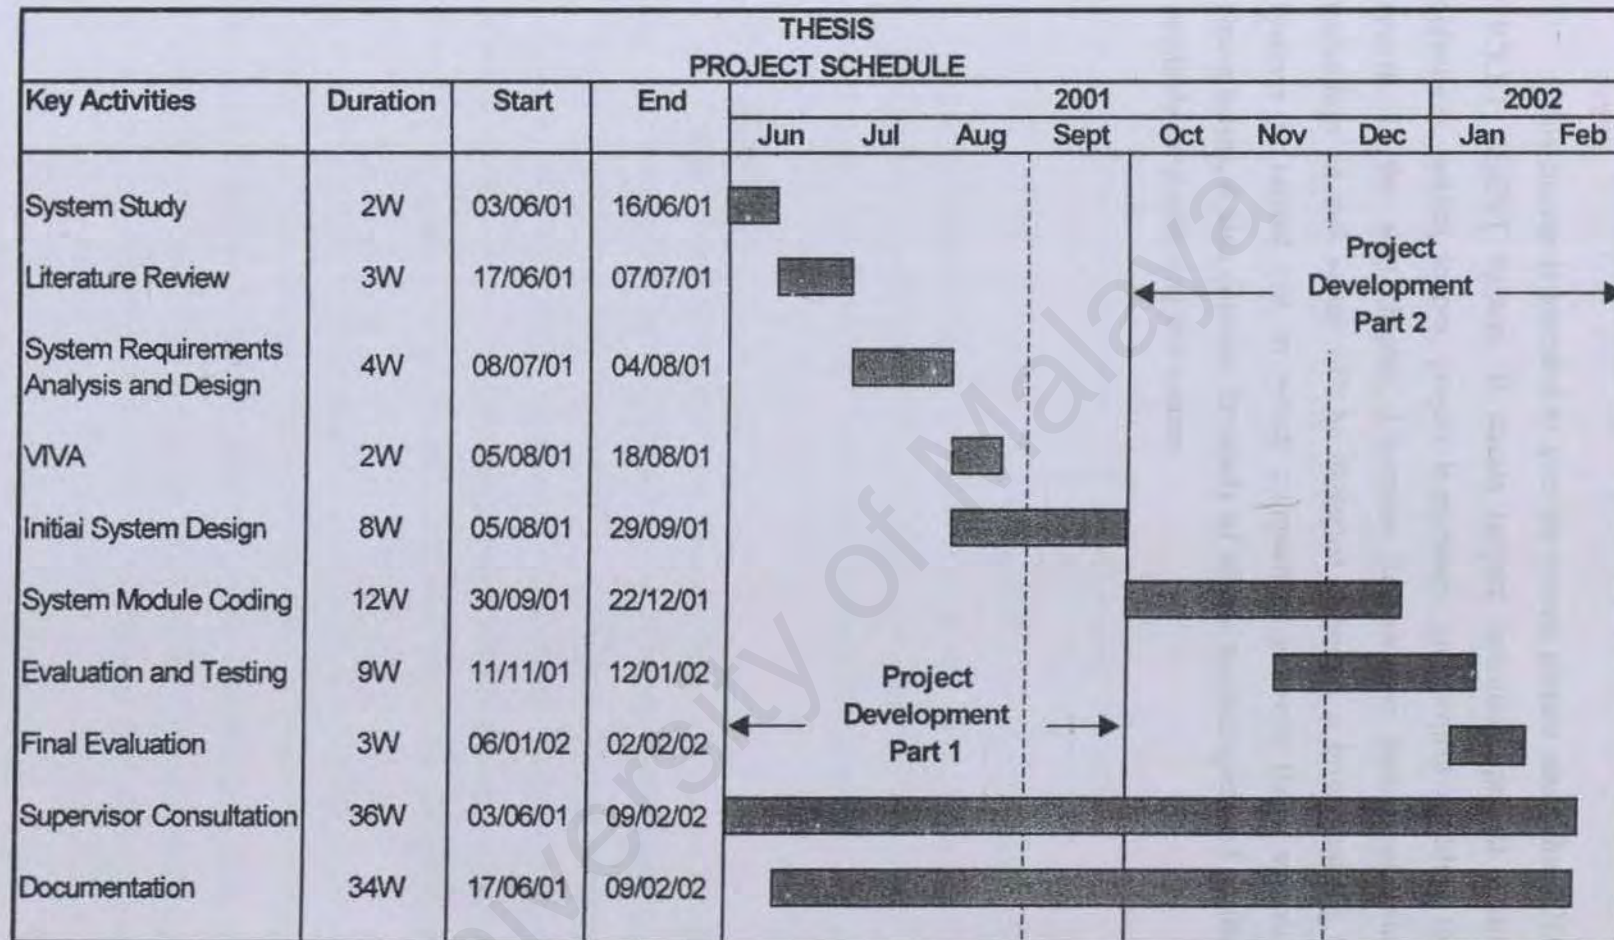 THESIS
PROJECT SCHEDULE
Key Activities Duration Start End 2001 2002
Jun Jul Aug Sept Oct Nov Dec Jan Feb
System Study 2W 03/06/01 16/06/01
Literature Review 3W 17/06/01 07/07/01
System Requirements
Analysis and Design 4W 08/07/01 04/08/01
VIVA 2W 05/08/01 18/08/01
Initial System Design 8W 05/08/01 29/09/01
System Module Coding 12W 30/09/01 22/12/01
Evaluation and Testing 9W 11/11/01 12/01/02
Final Evaluation 3W 06/01/02 02/02/02
Supervisor Consultation 36W 03/06/01 09/02/02
Documentation 34W 17/06/01 09/02/02
Project
Development
Part 1
Project
Development
Part 2
University of Malaya